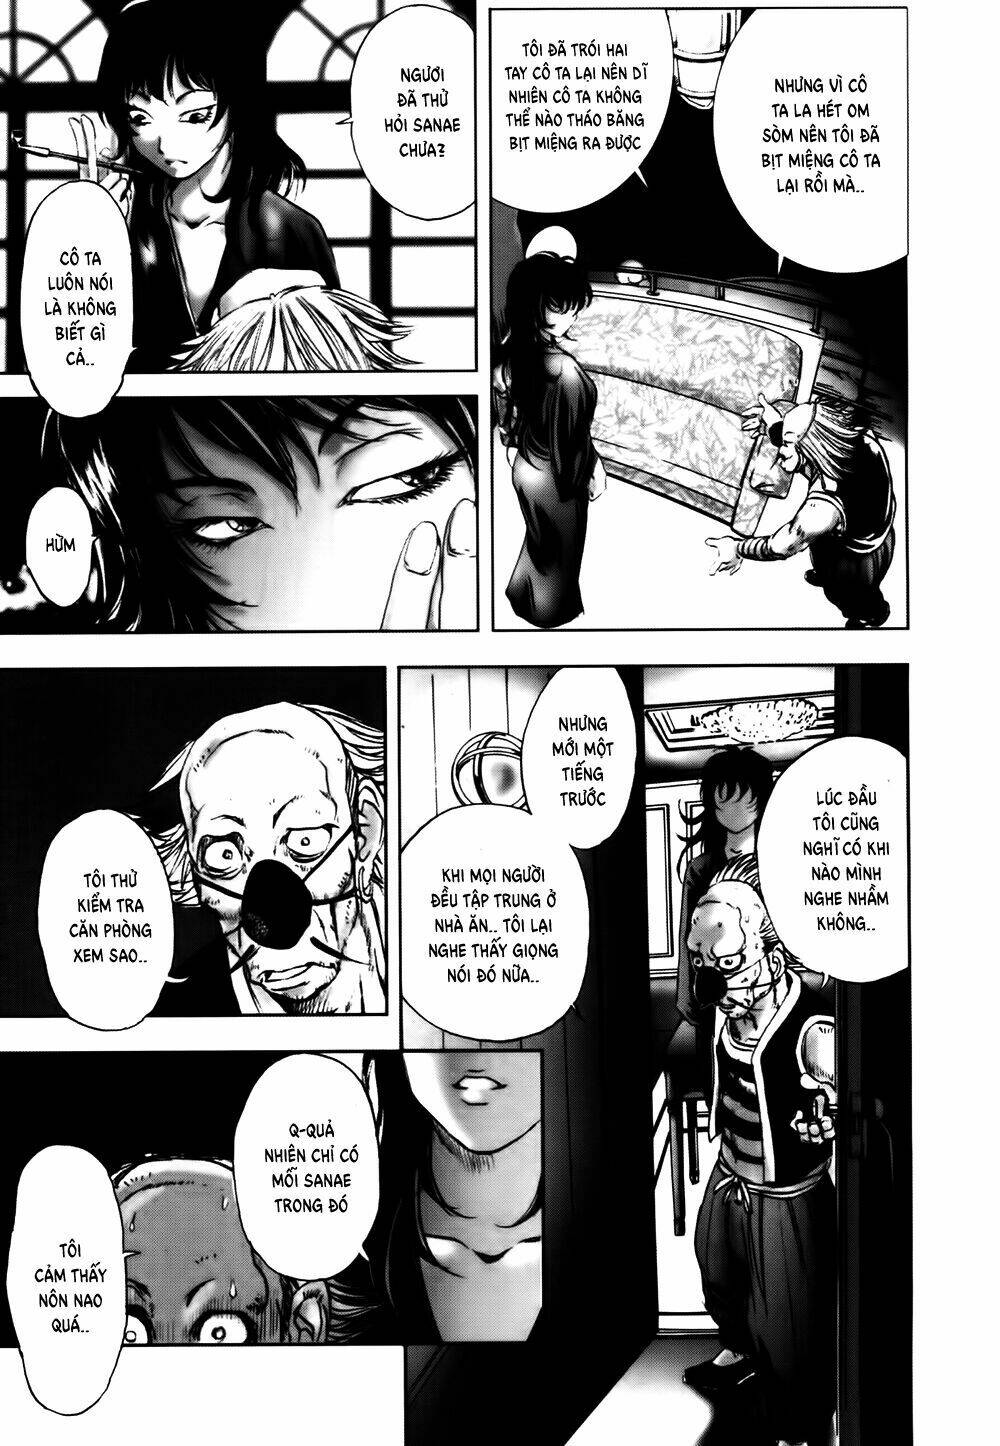 NHƯNG VÌ CÔ
TA LA HÉT OM
SÒM NÊN TÔI ĐÃ
BỊT MIỆNG CÔ TA
LẠI RỒI MÀ..
TÔI ĐÃ TRÓI HAI
TAY CÔ TA LẠI NÊN DĨ
NHIÊN CÔ TA KHÔNG
THỂ NÀO THÁO BĂNG
BỊT MIỆNG RA ĐƯỢC
NGƯƠI
ĐÃ THỬ
HỎI SANAE
CHƯA?
CÔ TA
LUÔN NÓI
LÀ KHÔNG
BIẾT GÌ
CẢ..
HỪM
LÚC ĐẦU
TÔI CŨNG
NGHĨ CÓ KHI
NÀO MÌNH
NGHE NHẦM
KHÔNG..
NHƯNG
MỚI MỘT
TIẾNG
TRƯỚC
KHI MỌI NGƯỜI
ĐỀU TẬP TRUNG Ở
NHÀ ĂN.. TÔI LẠI
NGHE THẤY GIỌNG
NÓI ĐÓ NỮA..
TÔI THỬ
KIỂM TRA
CĂN PHÒNG
XEM SAO..
Q-QUẢ
NHIÊN CHỈ CÓ
MỖI SANAE
TRONG ĐÓ
TÔI
CẢM THẤY
NÔN NAO
QUÁ..